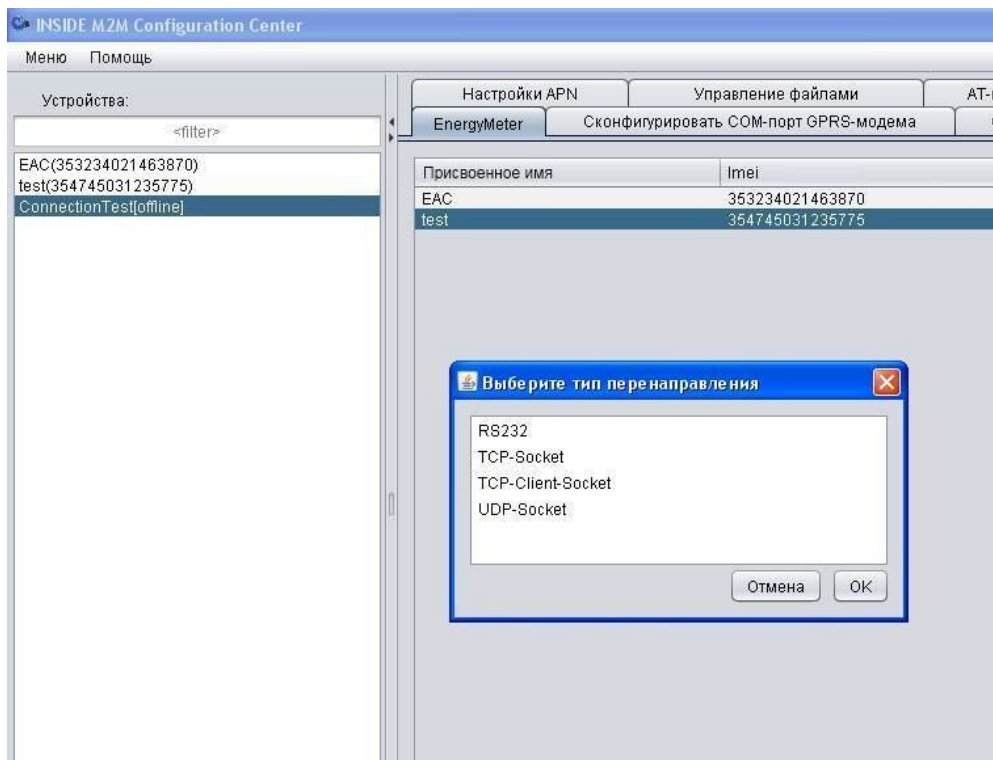 INSIDE M2M Configuration Center
Меню Помощь
Устройства:
<filter>
EAC(353234021463870)
test(354745031235775)
ConnectionTest[offline]
Настройки APN Управление файлами AT-
EnergyMeter Сконфигурировать COM-порт GPRS-модема
Присвоенное имя Imei
EAC 353234021463870
test 354745031235775
Выберите тип перенаправления
RS232
TCP-Socket
TCP-Client-Socket
UDP-Socket
Отмена OK